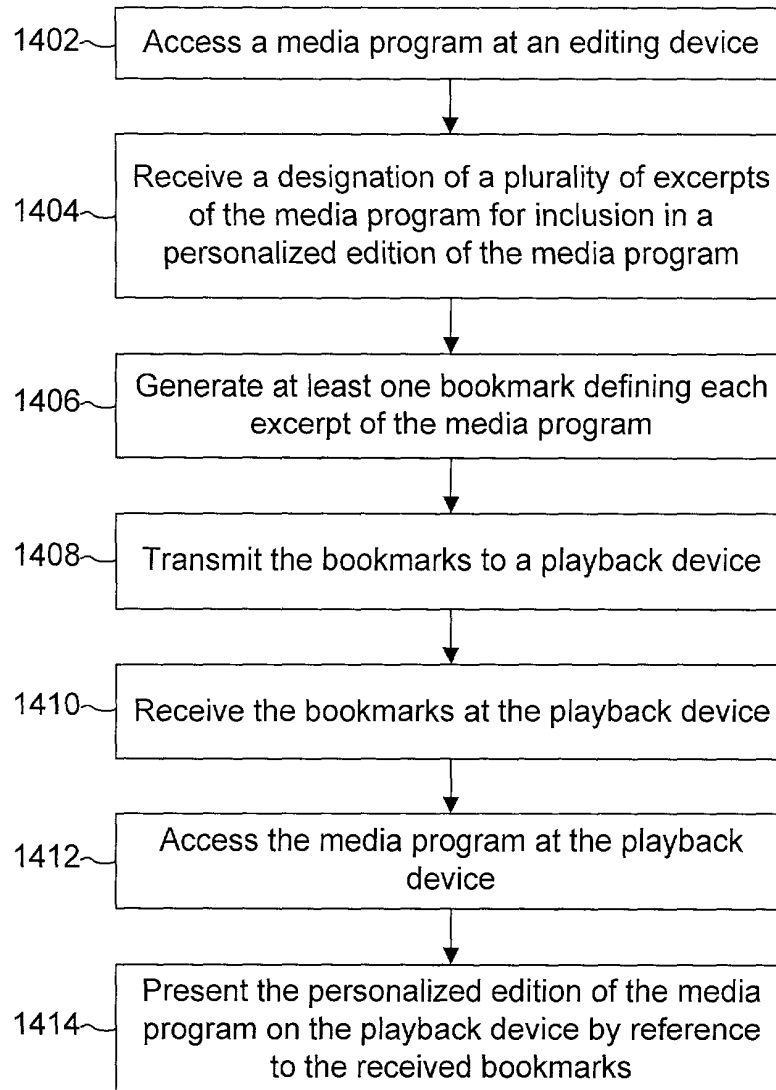 1402 Access a media program at an editing device
Receive a designation of a plurality of excerpts
1404 of the media program for inclusion in a
personalized edition of the media program
1406 Generate at least one bookmark defining each
excerpt of the media program
1408 Transmit the bookmarks to a playback device
1410 Receive the bookmarks at the playback device
1412 Access the media program at the playback
device
Present the personalized edition of the media
1414 program on the playback device by reference
to the received bookmarks